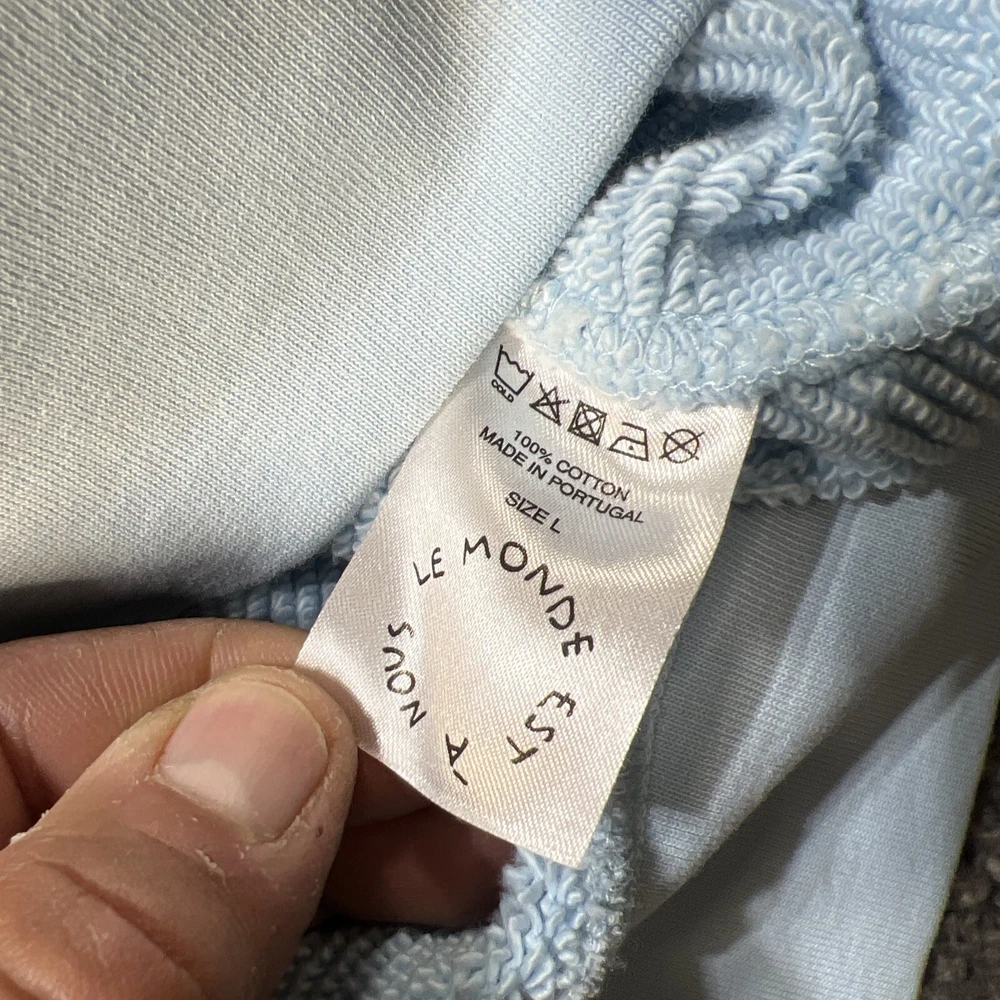 COLD
100% COTTON
MADE IN PORTUGAL
SIZE L
LE MONDE EST À NOUS